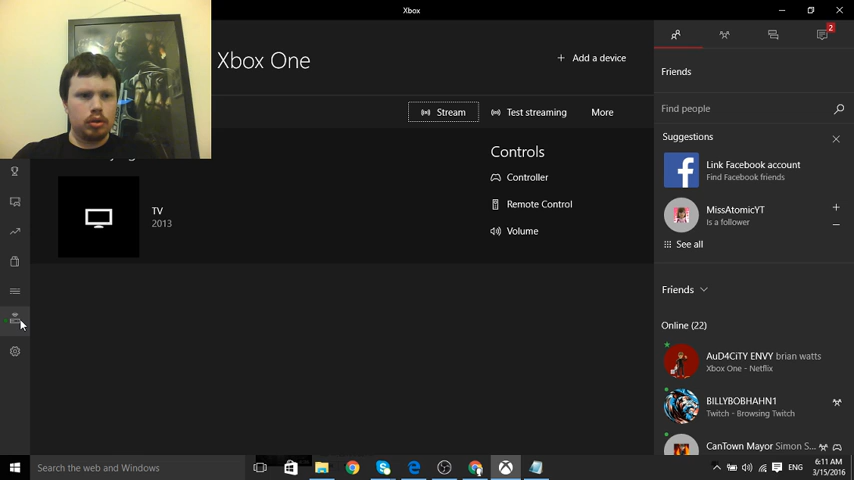 Xbox
2
Xbox One
+ Add a device
Friends
Stream
Test streaming
More
Find people
Suggestions
Controls
Link Facebook account
Find Facebook friends
Controller
TV
2013
Remote Control
MissAtomicYT
Is a follower
Volume
See all
Friends
Online (22)
AuD4CiTY ENVY brian watts
Xbox One - Netflix
BILLYBOBHAHN1
Twitch - Browsing Twitch
CanTown Mayor Simon S...
Search the web and Windows
ENG
6:11 AM
3/15/2016